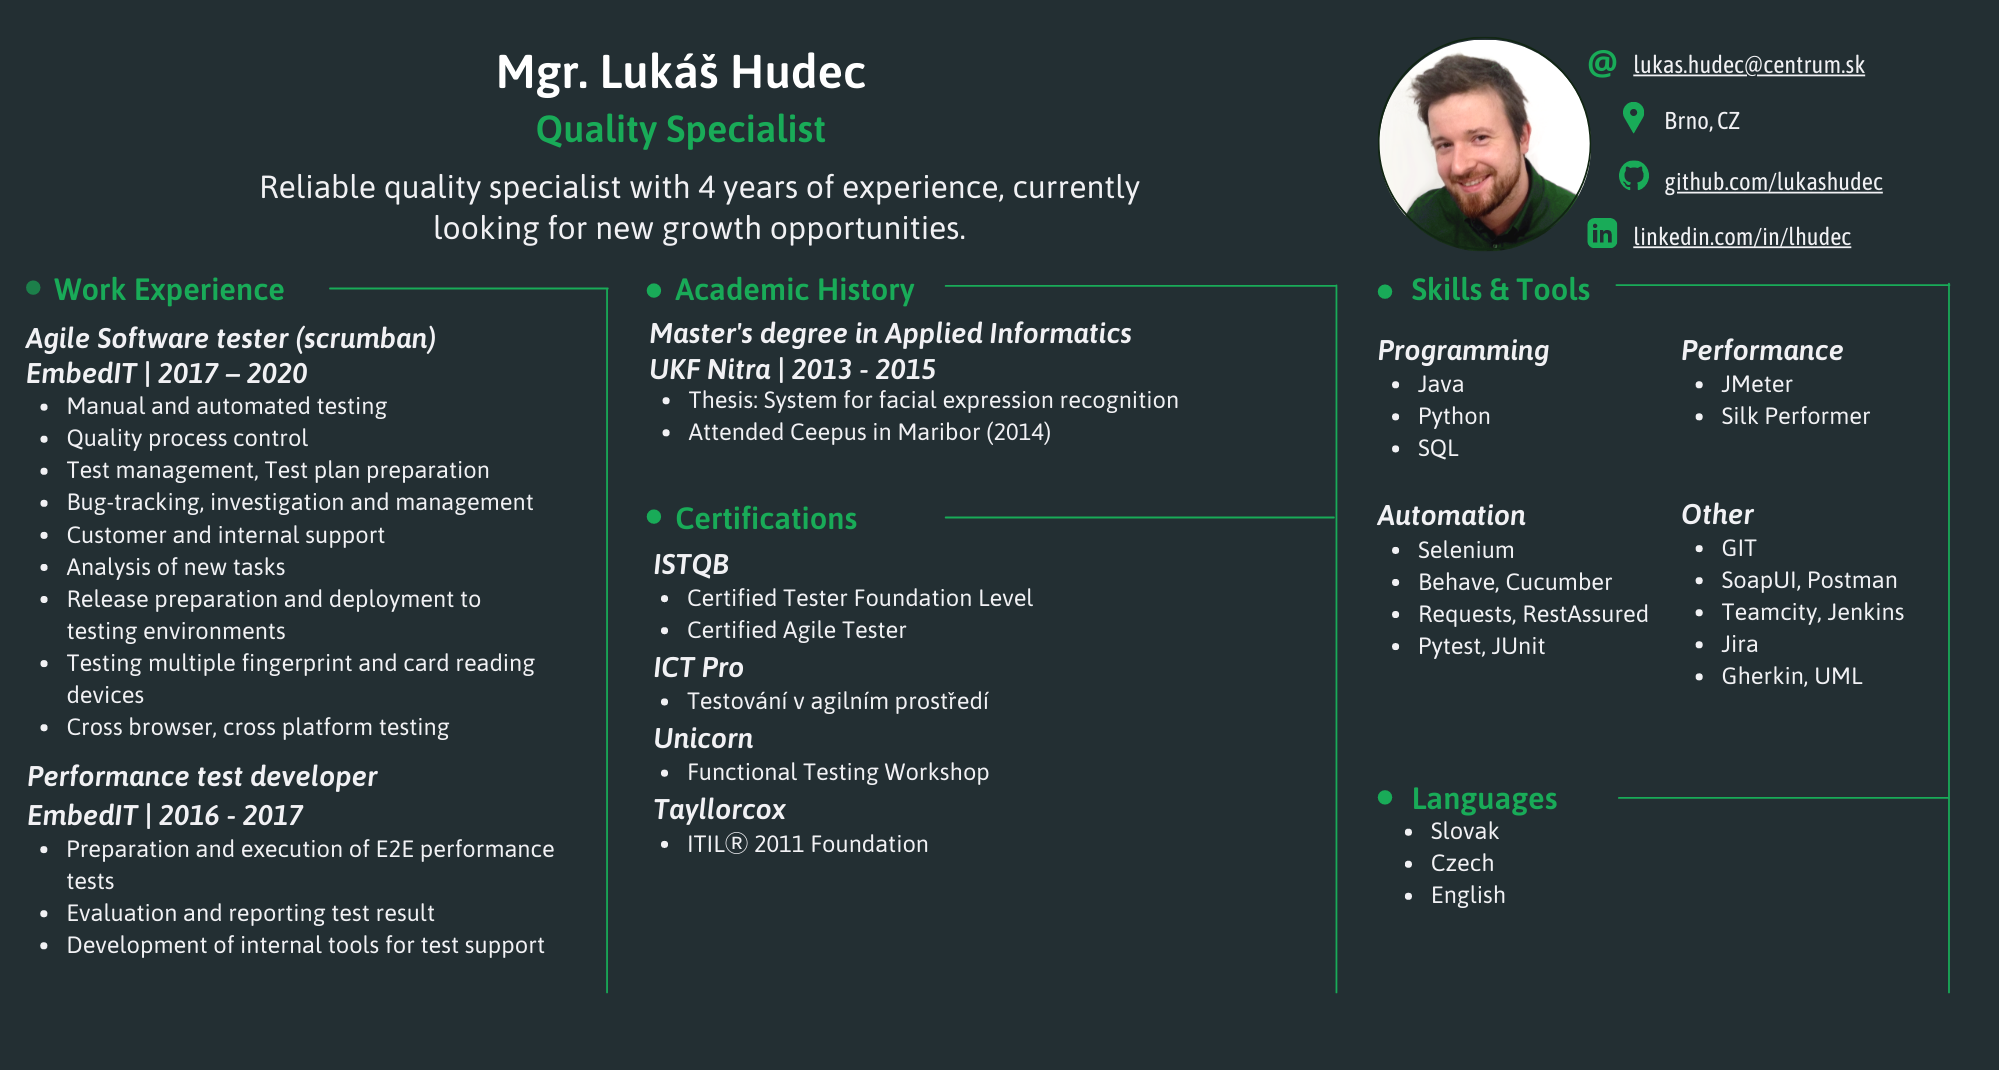 Mgr. Lukáš Hudec
Quality Specialist
Reliable quality specialist with 4 years of experience, currently
looking for new growth opportunities.
@ lukas.hudec@centrum.sk
Brno, CZ
github.com/lukashudec
in linkedin.com/in/lhudec
Work Experience
Agile Software tester (scrumban)
EmbedIT | 2017 – 2020
• Manual and automated testing
• Quality process control
• Test management, Test plan preparation
• Bug-tracking, investigation and management
• Customer and internal support
• Analysis of new tasks
• Release preparation and deployment to
testing environments
• Testing multiple fingerprint and card reading
devices
• Cross browser, cross platform testing
Performance test developer
EmbedIT | 2016 - 2017
• Preparation and execution of E2E performance
tests
• Evaluation and reporting test result
• Development of internal tools for test support
Academic History
Master's degree in Applied Informatics
UKF Nitra | 2013 - 2015
• Thesis: System for facial expression recognition
• Attended Ceepus in Maribor (2014)
Certifications
ISTQB
• Certified Tester Foundation Level
• Certified Agile Tester
ICT Pro
• Testování v agilním prostředí
Unicorn
• Functional Testing Workshop
Tayllorcox
• ITIL® 2011 Foundation
Skills & Tools
Programming
• Java
• Python
• SQL
Performance
• JMeter
• Silk Performer
Automation
• Selenium
• Behave, Cucumber
• Requests, RestAssured
• Pytest, JUnit
Other
• GIT
• SoapUI, Postman
• Teamcity, Jenkins
• Jira
• Gherkin, UML
Languages
• Slovak
• Czech
• English